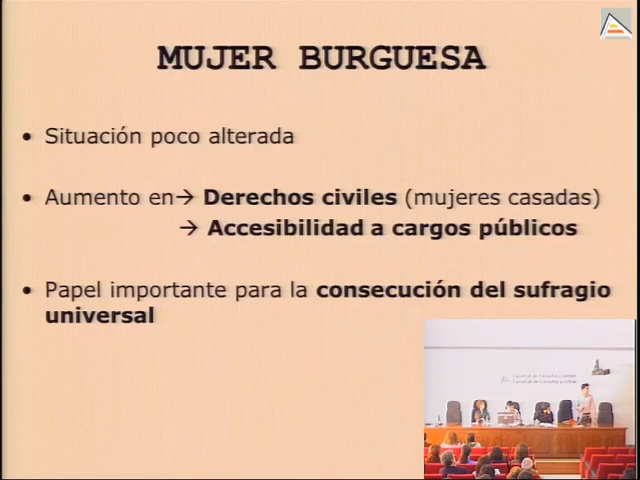 MUJER BURGUESA
• Situación poco alterada
• Aumento en→ Derechos civiles (mujeres casadas)
→ Accesibilidad a cargos públicos
• Papel importante para la consecución del sufragio
universal